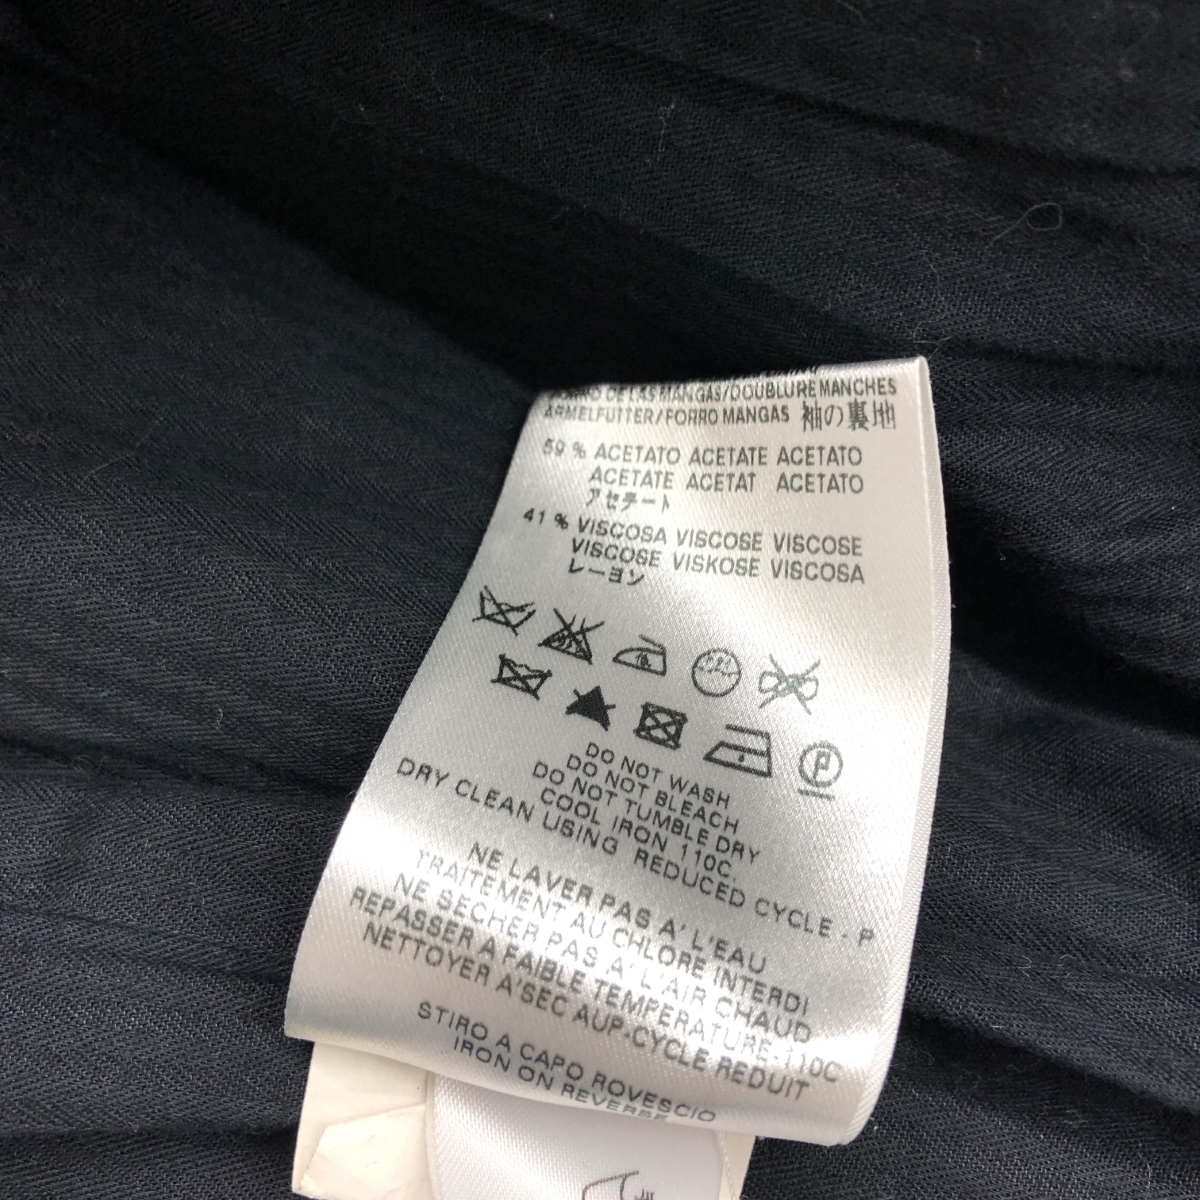 DE LAS MANGAS/DOUBLURE MANCHES
ARMELFUTTER/FORRO MANGAS 袖の裏地
59 % ACETATO ACETATE ACETATO
ACETATE ACETAT ACETATO
アセテート
41 % VISCOSA VISCOSE VISCOSE
VISCOSE VISKOSE VISCOSA
レーヨン
P
DO NOT WASH
DO NOT BLEACH
DO NOT TUMBLE DRY
COOL IRON 110C.
DRY CLEAN USING REDUCED CYCLE - P
NE LAVER PAS A' L'EAU
TRAITEMENT AU CHLORE INTERDI
NE SECHER PAS A' L'AIR CHAUD
REPASSER A FAIBLE TEMPERATURE-110C
NETTOYER A'SEC AUP-CYCLE REDUIT
STIRO A CAPO ROVESCIO
IRON ON REVERSE